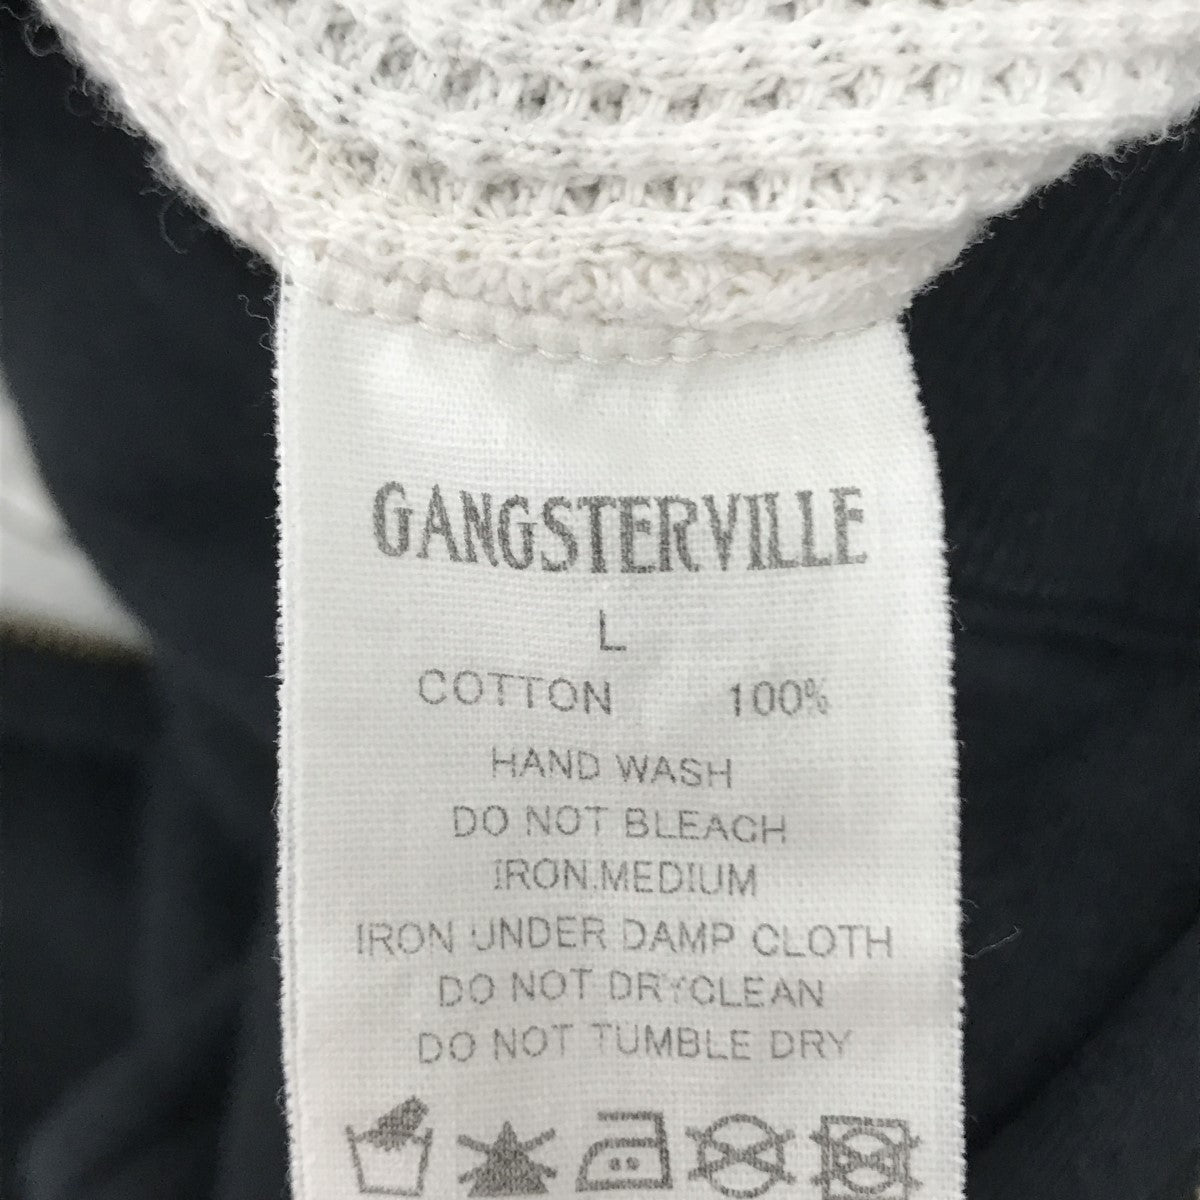 GANGSTERVILLE
L
COTTON 100%
HAND WASH
DO NOT BLEACH
IRON.MEDIUM
IRON UNDER DAMP CLOTH
DO NOT DRYCLEAN
DO NOT TUMBLE DRY